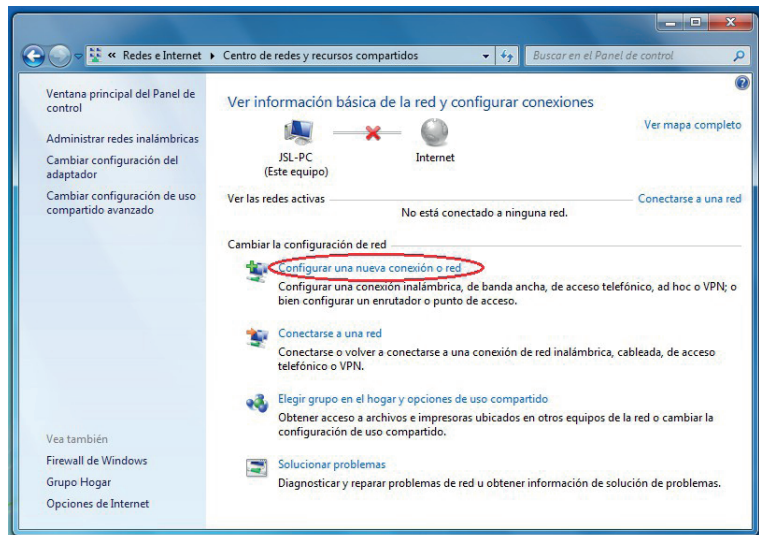 « Redes e Internet ▸ Centro de redes y recursos compartidos
Buscar en el Panel de control
Ventana principal del Panel de
control
Administrar redes inalámbricas
Cambiar configuración del
adaptador
Cambiar configuración de uso
compartido avanzado
Ver información básica de la red y configurar conexiones
Ver mapa completo
JSL-PC
(Este equipo)
Internet
Ver las redes activas
Conectarse a una red
No está conectado a ninguna red.
Cambiar la configuración de red
Configurar una nueva conexión o red
Configurar una conexión inalámbrica, de banda ancha, de acceso telefónico, ad hoc o VPN; o
bien configurar un enrutador o punto de acceso.
Conectarse a una red
Conectarse o volver a conectarse a una conexión de red inalámbrica, cableada, de acceso
telefónico o VPN.
Elegir grupo en el hogar y opciones de uso compartido
Obtener acceso a archivos e impresoras ubicados en otros equipos de la red o cambiar la
configuración de uso compartido.
Solucionar problemas
Diagnosticar y reparar problemas de red u obtener información de solución de problemas.
Vea también
Firewall de Windows
Grupo Hogar
Opciones de Internet